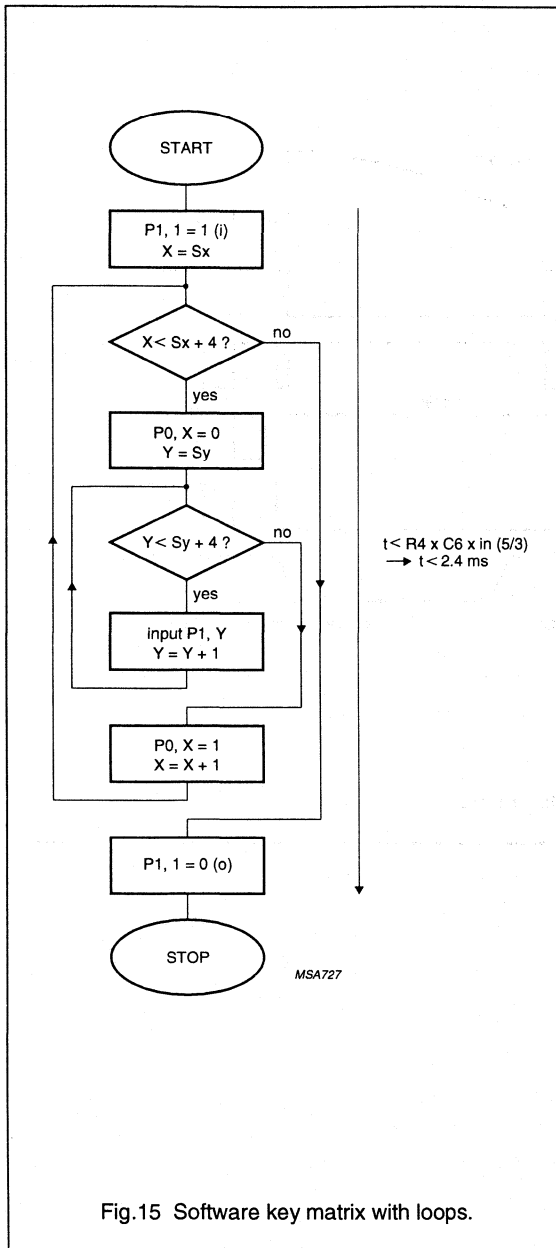 START
P1, 1 = 1 (i)
X = Sx
X < Sx + 4 ?
no
yes
P0, X = 0
Y = Sy
Y < Sy + 4 ?
no
yes
input P1, Y
Y = Y + 1
t < R4 x C6 x in (5/3)
→ t < 2.4 ms
P0, X = 1
X = X + 1
P1, 1 = 0 (o)
STOP
MSA727
Fig.15 Software key matrix with loops.